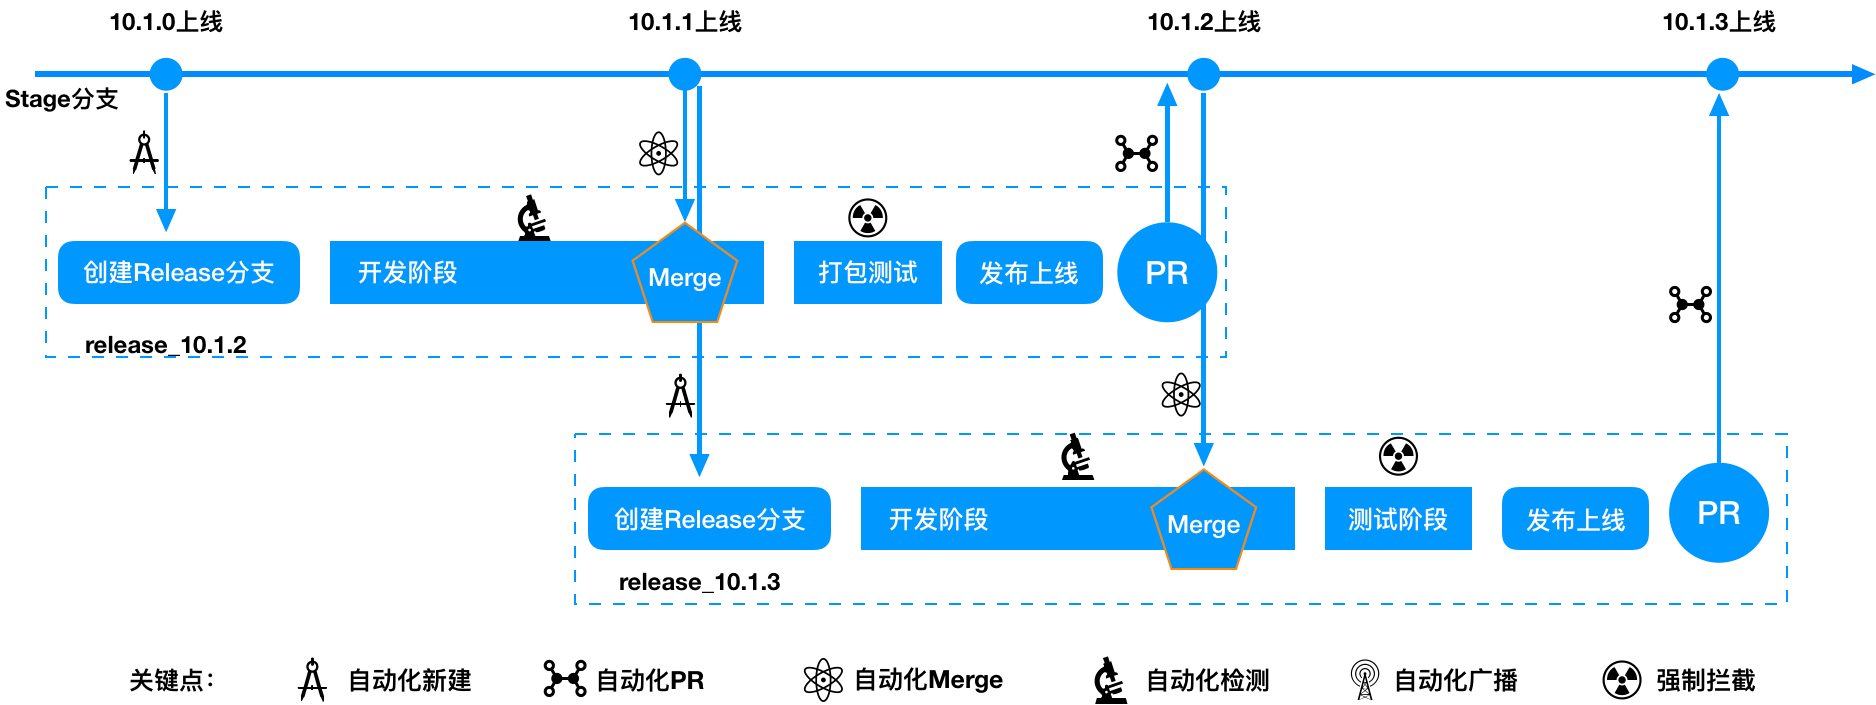 10.1.0上线
10.1.1上线
10.1.2上线
10.1.3上线
Stage分支
创建Release分支
开发阶段
Merge
打包测试
发布上线
PR
release_10.1.2
创建Release分支
开发阶段
Merge
测试阶段
发布上线
PR
release_10.1.3
关键点：
自动化新建
自动化PR
自动化Merge
自动化检测
自动化广播
强制拦截